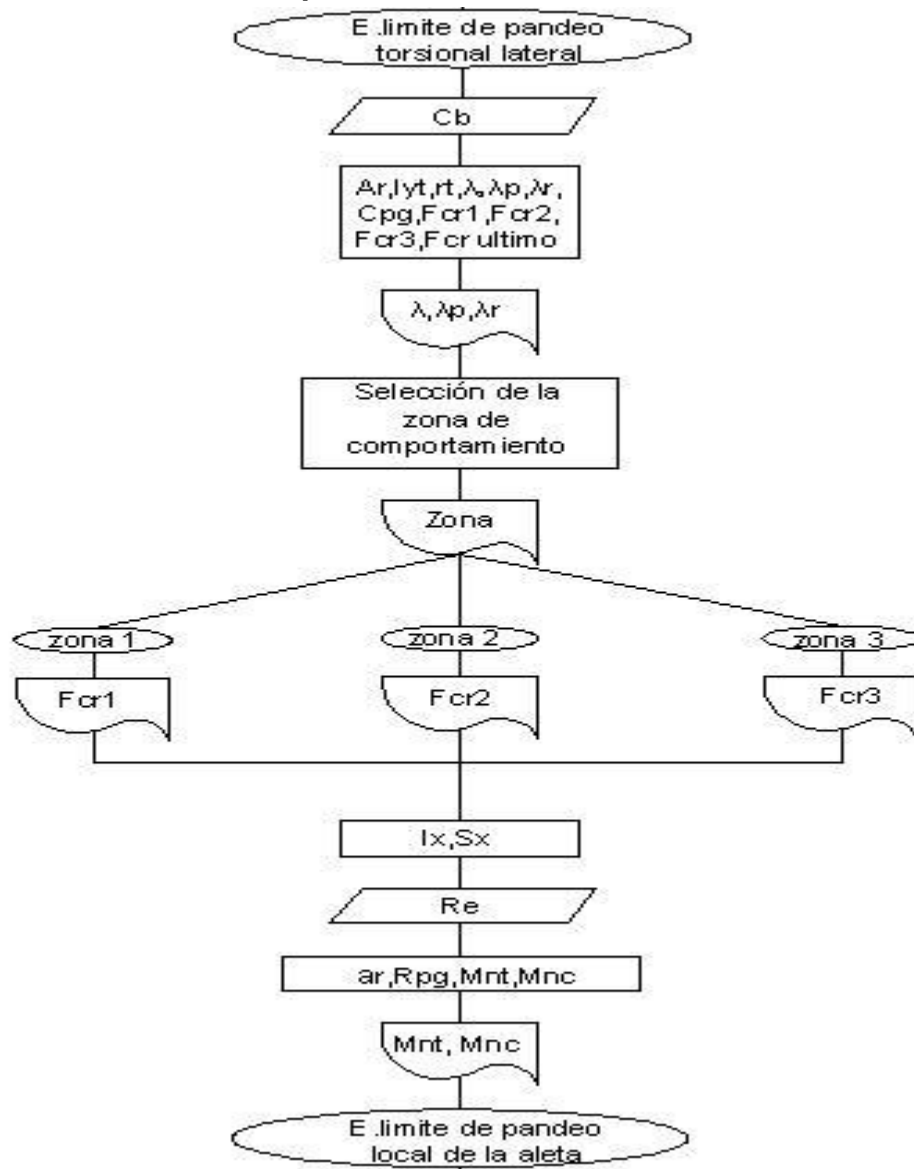 E .limite de pandeo
torsional lateral
Cb
Ar,Iyt,rt,λ,λp,λr,
Cpg,Fcr1,Fcr2,
Fcr3,Fcr ultimo
λ,λp,λr
Selección de la
zona de
comportamiento
Zona
zona 1
zona 2
zona 3
Fcr1
Fcr2
Fcr3
Ix,Sx
Re
ar,Rpg,Mnt,Mnc
Mnt, Mnc
E .limite de pandeo
local de la aleta